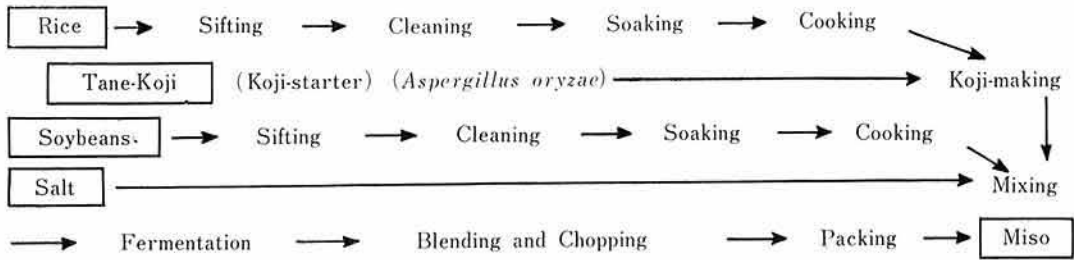 Rice Sifting Cleaning Soaking Cooking
Tane-Koji (Koji-starter) (Aspergillus oryzae) Koji-making
Soybeans. Sifting Cleaning Soaking Cooking
Salt Mixing
Fermentation Blending and Chopping Packing Miso